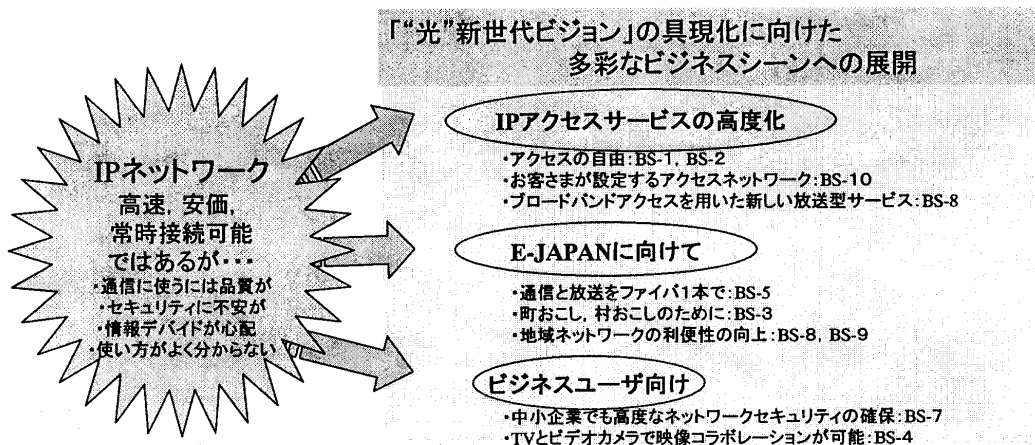 「“光”新世代ビジョン」の具現化に向けた
多彩なビジネスシーンへの展開
IPネットワーク
高速，安価，
常時接続可能
ではあるが・・・
・通信に使うには品質が
・セキュリティに不安が
・情報デバイドが心配
・使い方がよく分からない
IPアクセスサービスの高度化
・アクセスの自由：BS-1，BS-2
・お客さまが設定するアクセスネットワーク：BS-10
・ブロードバンドアクセスを用いた新しい放送型サービス：BS-8
E-JAPANに向けて
・通信と放送をファイバ1本で：BS-5
・町おこし，村おこしのために：BS-3
・地域ネットワークの利便性の向上：BS-8，BS-9
ビジネスユーザ向け
・中小企業でも高度なネットワークセキュリティの確保：BS-7
・TVとビデオカメラで映像コラボレーションが可能：BS-4